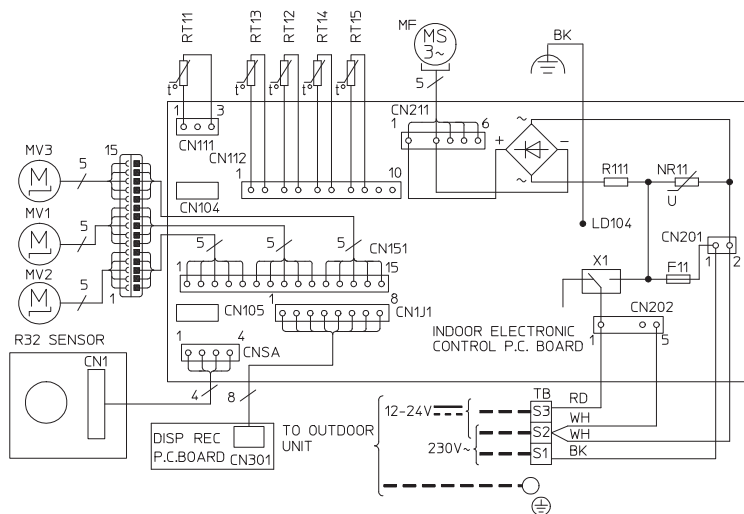 RT11
RT13
RT12
RT14
RT15
MF
MS
3~
BK
5
t°
t°
t°
t°
t°
1
3
CN111
CN211
1
6
~
+
-
~
R111
NR11
U
MV3
5
15
CN112
1
10
CN104
LD104
MV1
5
5
5
5
CN151
CN201
1
2
MV2
5
1
15
X1
F11
1
CN105
1
8
CN1J1
CN202
1
5
INDOOR ELECTRONIC
CONTROL P.C. BOARD
R32 SENSOR
CN1
1
4
CNSA
4
8
TO OUTDOOR
UNIT
12-24V
TB
S3
RD
S2
WH
WH
230V~
S1
BK
DISP REC
P.C.BOARD
CN301
M
M
M